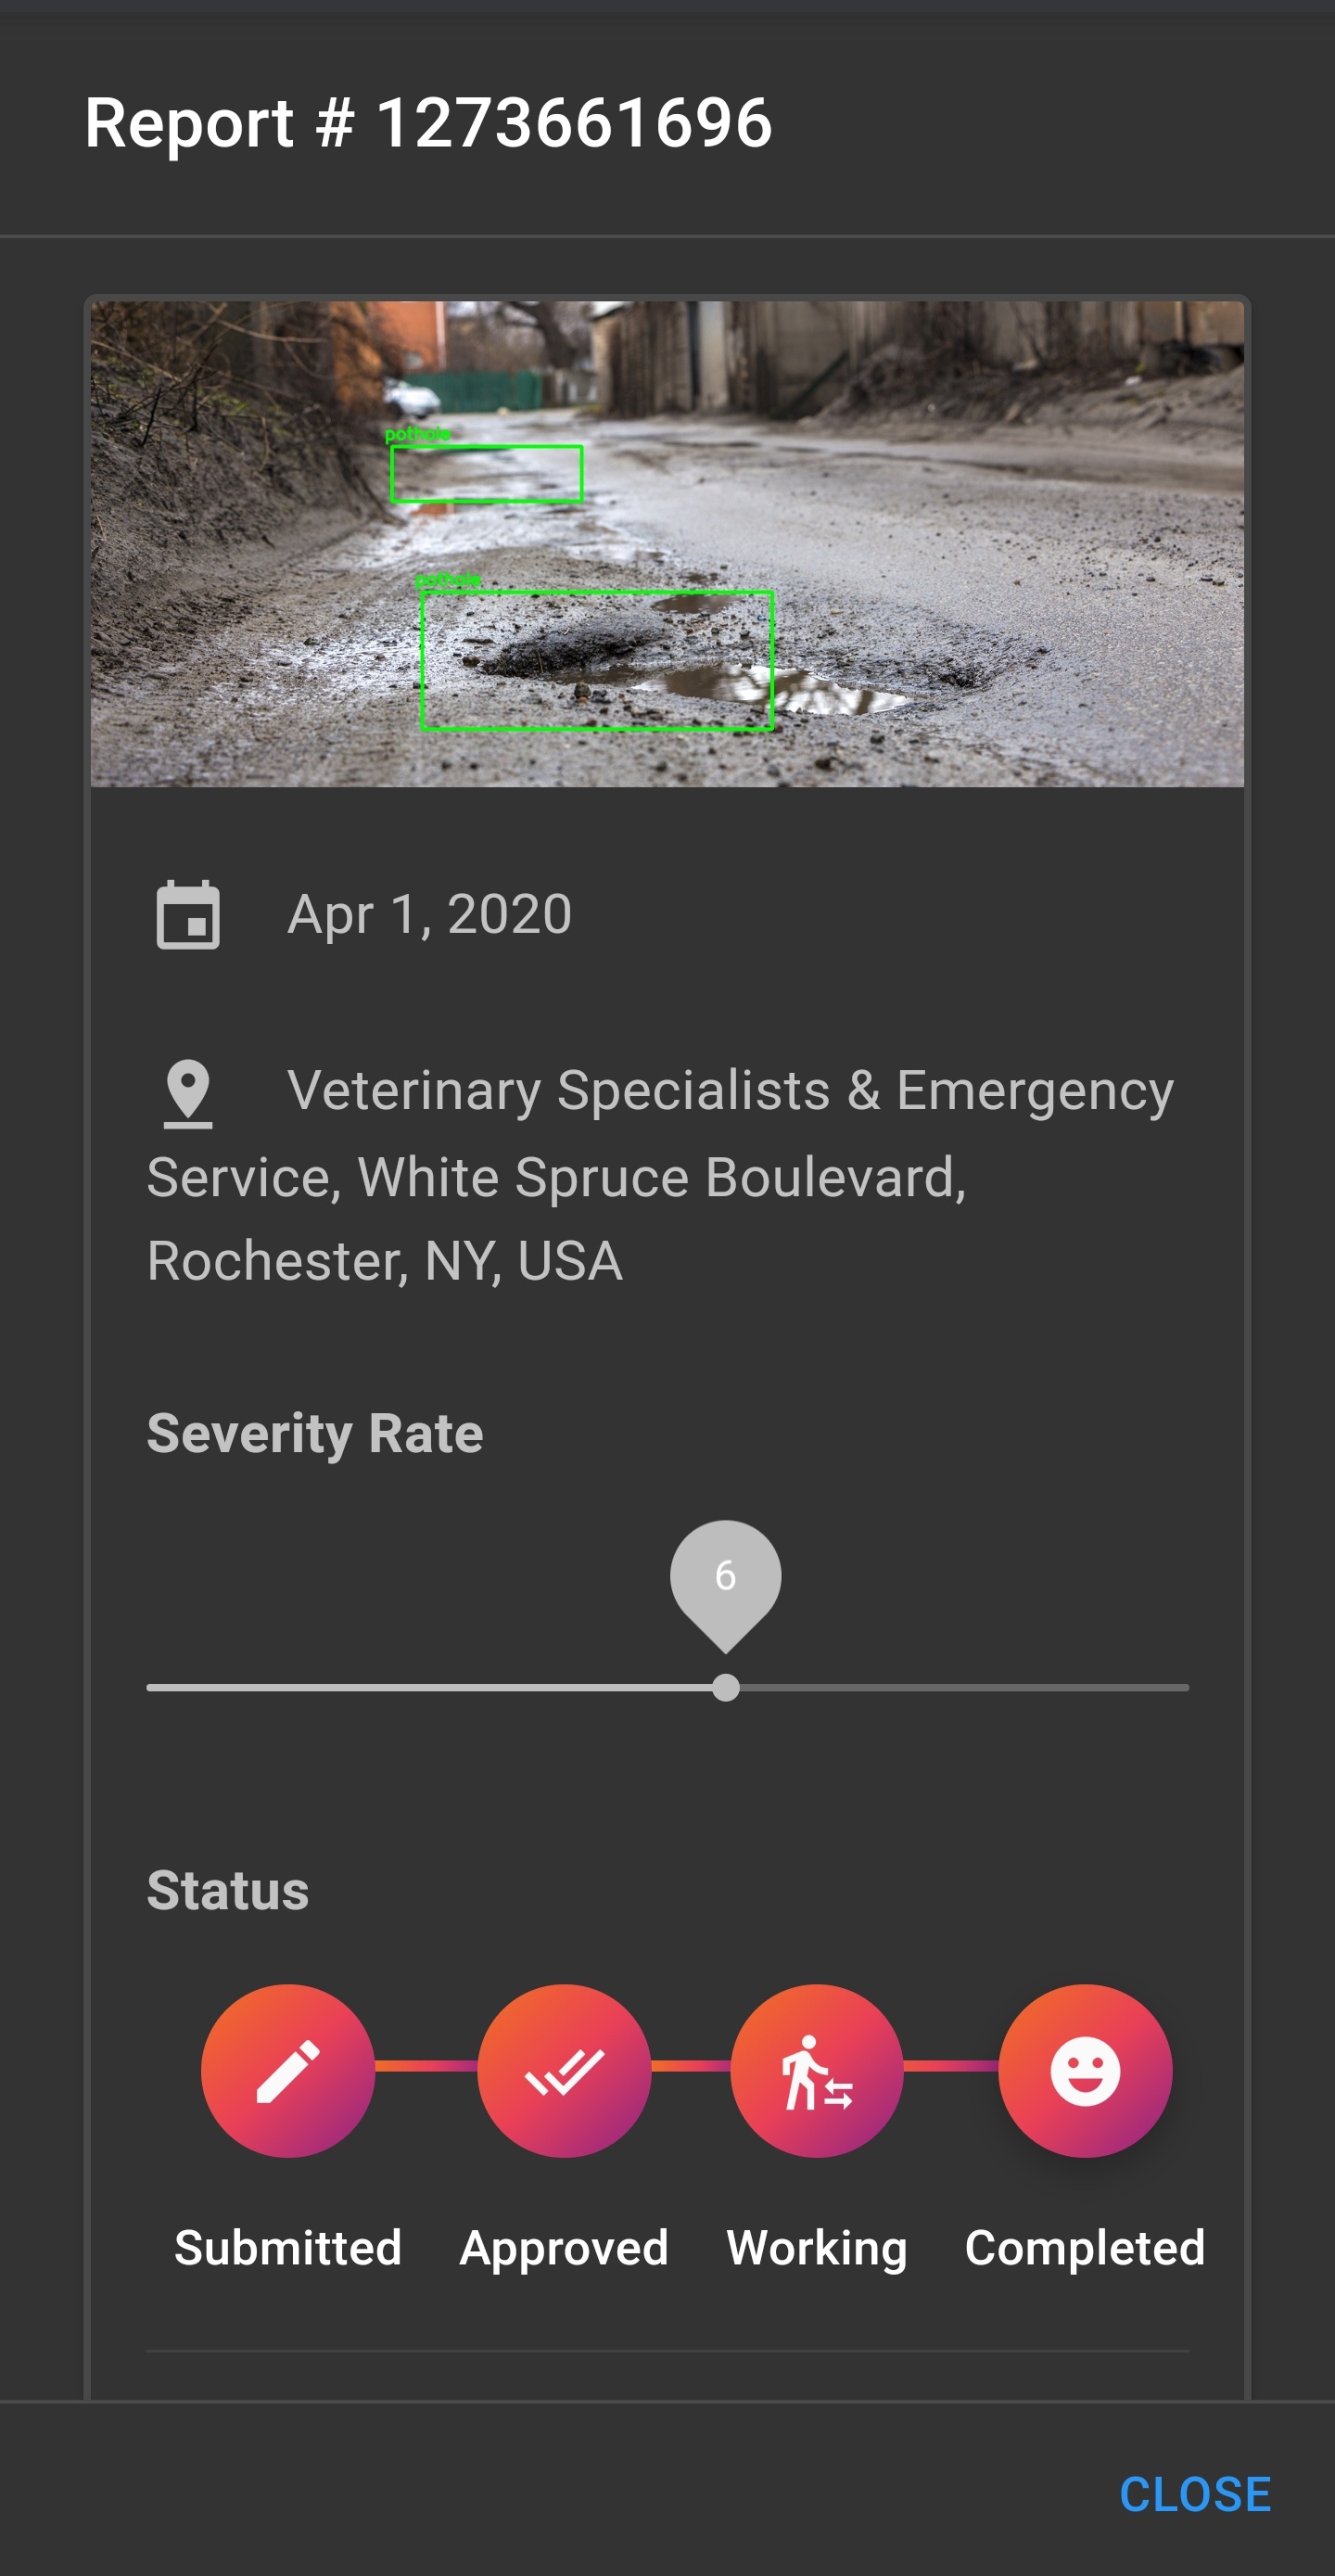 Report # 1273661696
pothole
pothole
Apr 1, 2020
Veterinary Specialists & Emergency
Service, White Spruce Boulevard,
Rochester, NY, USA
Severity Rate
6
Status
Submitted Approved Working Completed
CLOSE